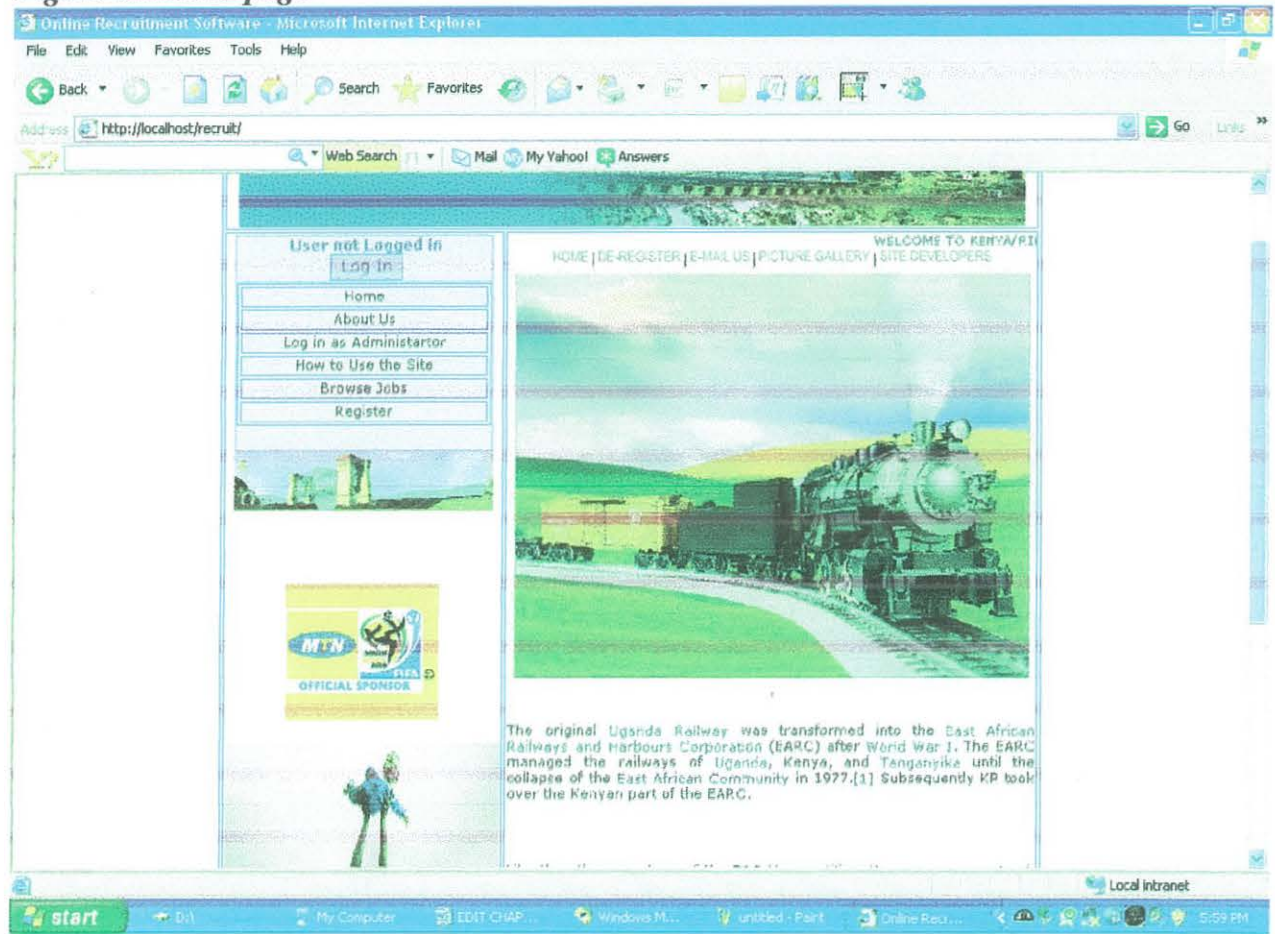 Online Recruitment Software - Microsoft Internet Explorer
File Edit View Favorites Tools Help
Back Search Favorites
Address http://localhost/recruit/ Go Links »
Web Search Mail My Yahoo! Answers
User not Logged in
Log In
Home
About Us
Log in as Administartor
How to Use the Site
Browse Jobs
Register
WELCOME TO KENYA/RI
HOME | DE-REGISTER | E-MAIL US | PICTURE GALLERY | SITE DEVELOPERS
MTN
FIFA
OFFICIAL SPONSOR
The original Uganda Railway was transformed into the East African
Railways and Harbours Corporation (EARC) after World War I. The EARC
managed the railways of Uganda, Kenya, and Tanganyika until the
collapse of the East African Community in 1977.[1] Subsequently KR took
over the Kenyan part of the EARC.
Local intranet
start D:\ My Computer EDIT CHAP... Windows M... untitled - Paint Online Recr... 5:59 PM